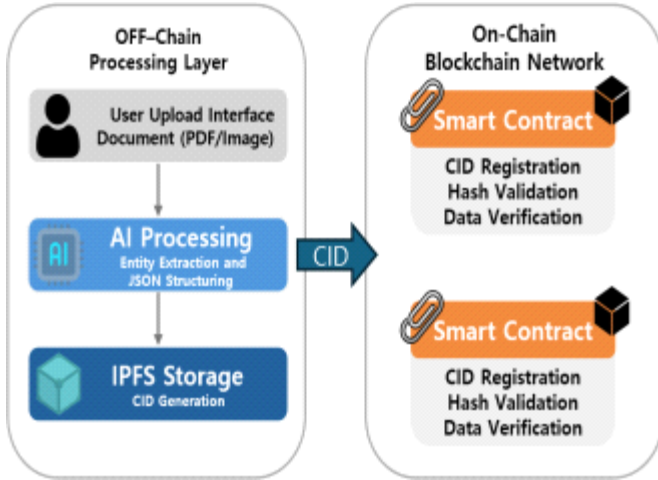 OFF–Chain
Processing Layer
User Upload Interface
Document (PDF/Image)
AI
AI Processing
Entity Extraction and
JSON Structuring
IPFS Storage
CID Generation
CID
On-Chain
Blockchain Network
Smart Contract
CID Registration
Hash Validation
Data Verification
Smart Contract
CID Registration
Hash Validation
Data Verification